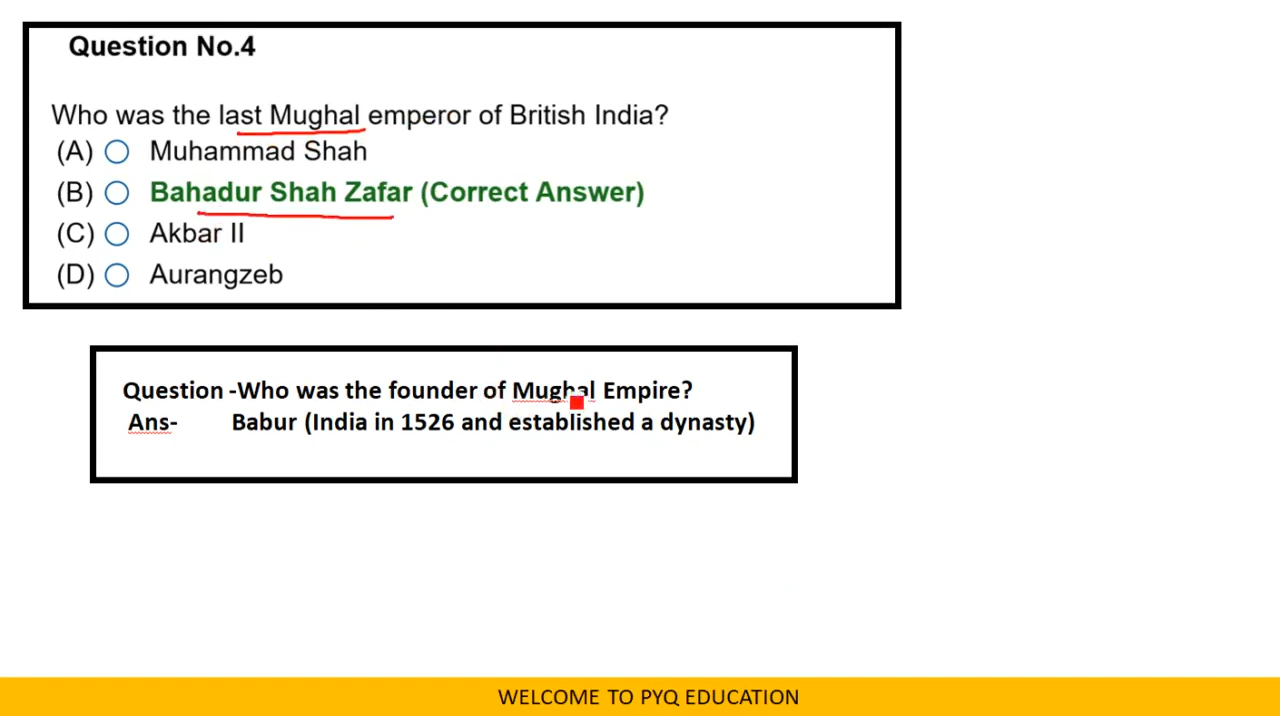 Question No.4
Who was the last Mughal emperor of British India?
(A) Muhammad Shah
(B) Bahadur Shah Zafar (Correct Answer)
(C) Akbar II
(D) Aurangzeb
Question -Who was the founder of Mughal Empire?
Ans- Babur (India in 1526 and established a dynasty)
WELCOME TO PYQ EDUCATION